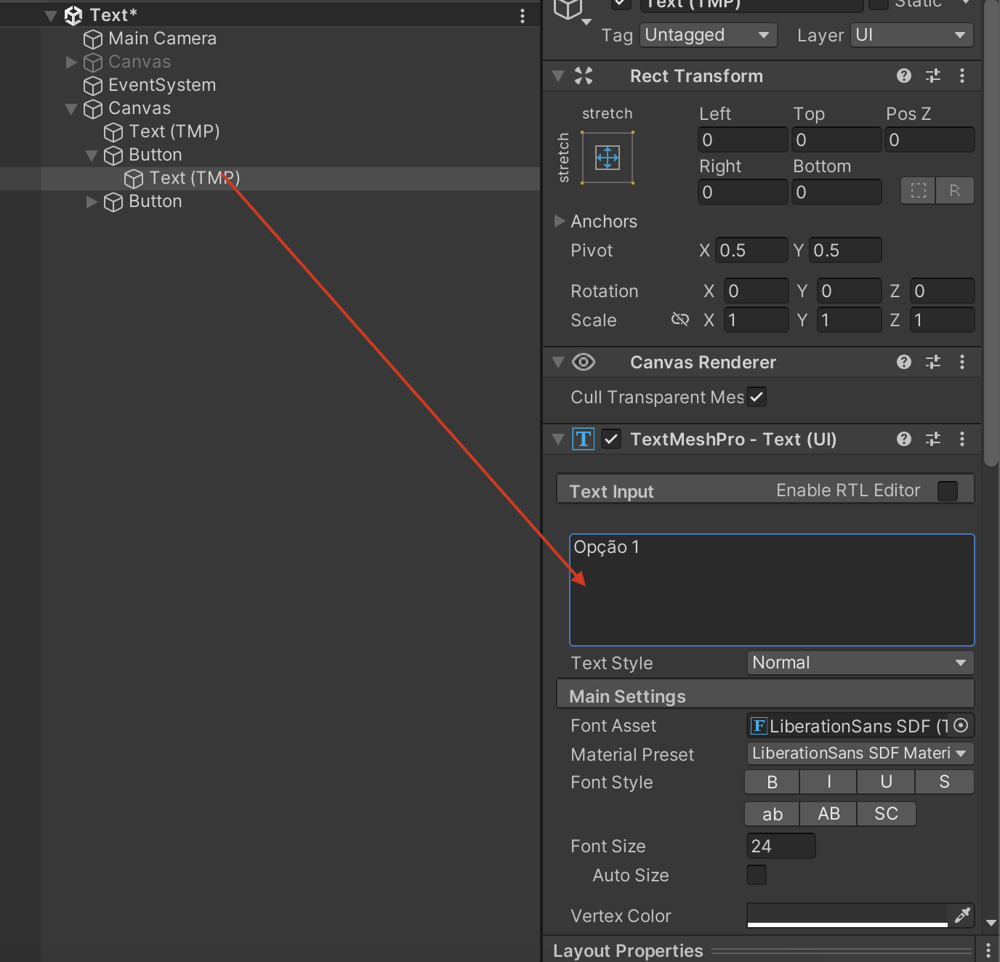 Text*
Main Camera
Canvas
EventSystem
Canvas
Text (TMP)
Button
Text (TMP)
Button
Text (TMP)
Static
Tag Untagged Layer UI
Rect Transform
stretch
stretch
Left Top Pos Z
0 0 0
Right Bottom
0 0
R
Anchors
Pivot X 0.5 Y 0.5
Rotation X 0 Y 0 Z 0
Scale X 1 Y 1 Z 1
Canvas Renderer
Cull Transparent Mes
T TextMeshPro - Text (UI)
Text Input Enable RTL Editor
Opção 1
Text Style Normal
Main Settings
Font Asset F LiberationSans SDF (T
Material Preset LiberationSans SDF Materi
Font Style B I U S
ab AB SC
Font Size 24
Auto Size
Vertex Color
Layout Properties